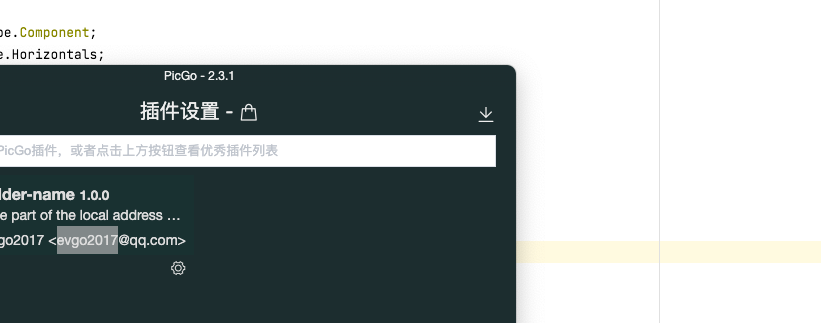 pe.Component;
e.Horizontals;
PicGo - 2.3.1
插件设置 -
PicGo插件，或者点击上方按钮查看优秀插件列表
lder-name 1.0.0
e part of the local address ...
go2017 <evgo2017@qq.com>